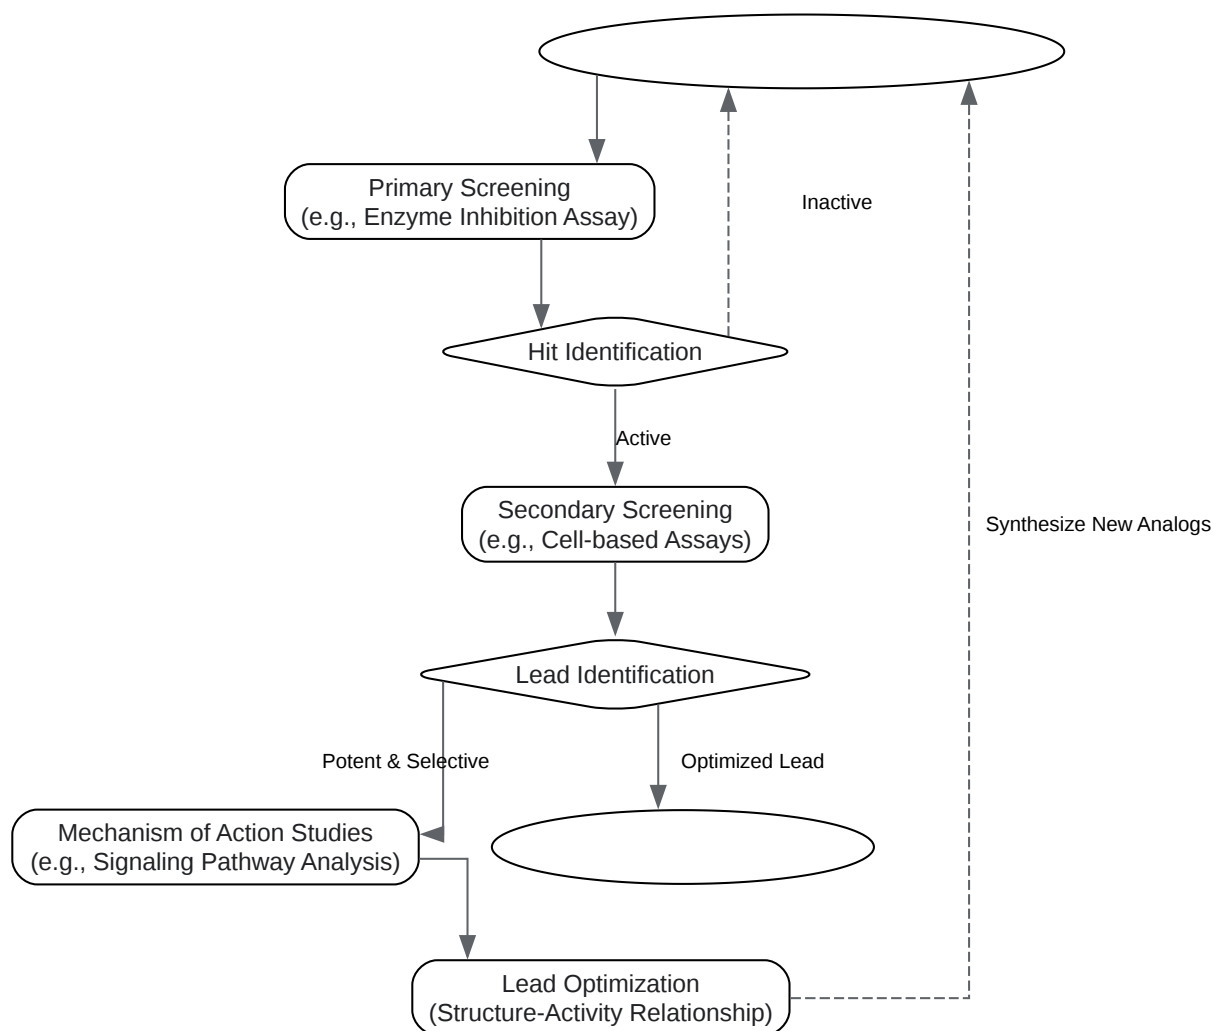 Primary Screening
(e.g., Enzyme Inhibition Assay)
Inactive
Hit Identification
Active
Secondary Screening
(e.g., Cell-based Assays)
Synthesize New Analogs
Lead Identification
Potent & Selective
Optimized Lead
Mechanism of Action Studies
(e.g., Signaling Pathway Analysis)
Lead Optimization
(Structure-Activity Relationship)